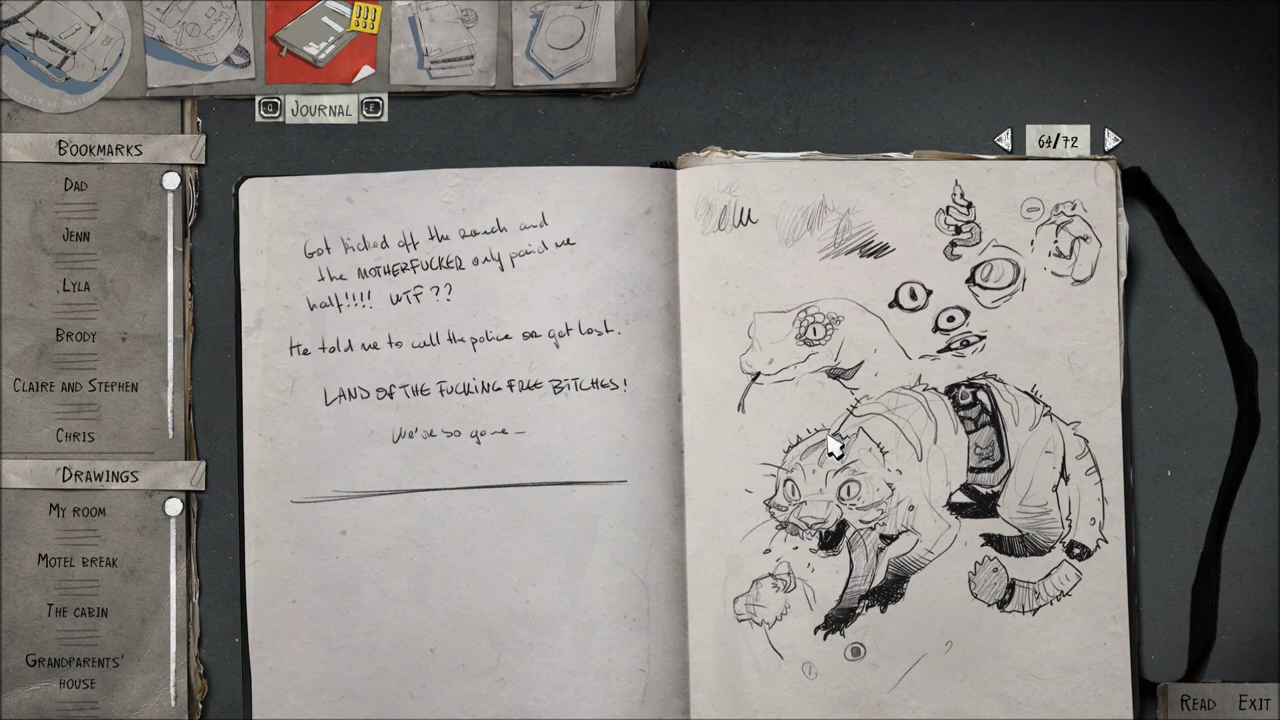 Q JOURNAL E
64/72
BOOKMARKS
DAD
JENN
LYLA
BRODY
CLAIRE AND STEPHEN
CHRIS
DRAWINGS
MY ROOM
MOTEL BREAK
THE CABIN
GRANDPARENTS'
HOUSE
Got kicked off the ranch and
the MOTHERFUCKER only paid me
half!!!! WTF??
He told me to call the police or get lost.
LAND OF THE FUCKING FREE BITCHES!
We're so gone
READ EXIT